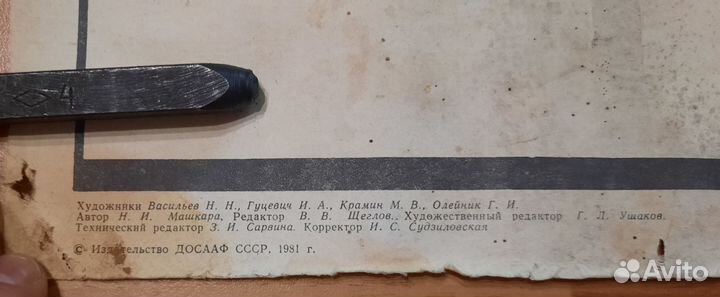 4
Художники Васильев Н. Н., Гуцевич И. А., Крамин М. В., Олейник Г. И.
Автор Н. И. Машкара, Редактор В. В. Щеглов. Художественный редактор Г. Л. Ушаков.
Технический редактор З. И. Сарвина. Корректор И. С. Судзиловская
© Издательство ДОСААФ СССР, 1981 г.
Avito